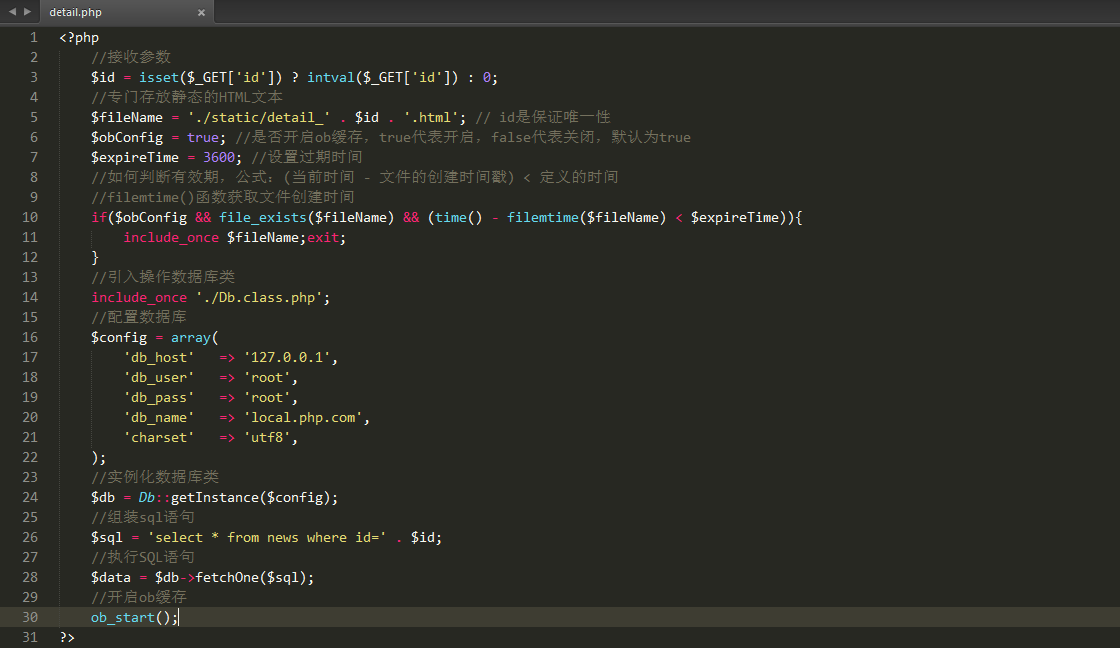 detail.php
1 <?php
2 //接收参数
3 $id = isset($_GET['id']) ? intval($_GET['id']) : 0;
4 //专门存放静态的HTML文本
5 $fileName = './static/detail_' . $id . '.html'; // id是保证唯一性
6 $obConfig = true; //是否开启ob缓存，true代表开启，false代表关闭，默认为true
7 $expireTime = 3600; //设置过期时间
8 //如何判断有效期，公式：(当前时间 - 文件的创建时间戳) < 定义的时间
9 //filemtime()函数获取文件创建时间
10 if($obConfig && file_exists($fileName) && (time() - filemtime($fileName) < $expireTime)){
11 include_once $fileName;exit;
12 }
13 //引入操作数据库类
14 include_once './Db.class.php';
15 //配置数据库
16 $config = array(
17 'db_host' => '127.0.0.1',
18 'db_user' => 'root',
19 'db_pass' => 'root',
20 'db_name' => 'local.php.com',
21 'charset' => 'utf8',
22 );
23 //实例化数据库类
24 $db = Db::getInstance($config);
25 //组装sql语句
26 $sql = 'select * from news where id=' . $id;
27 //执行SQL语句
28 $data = $db->fetchOne($sql);
29 //开启ob缓存
30 ob_start();
31 ?>